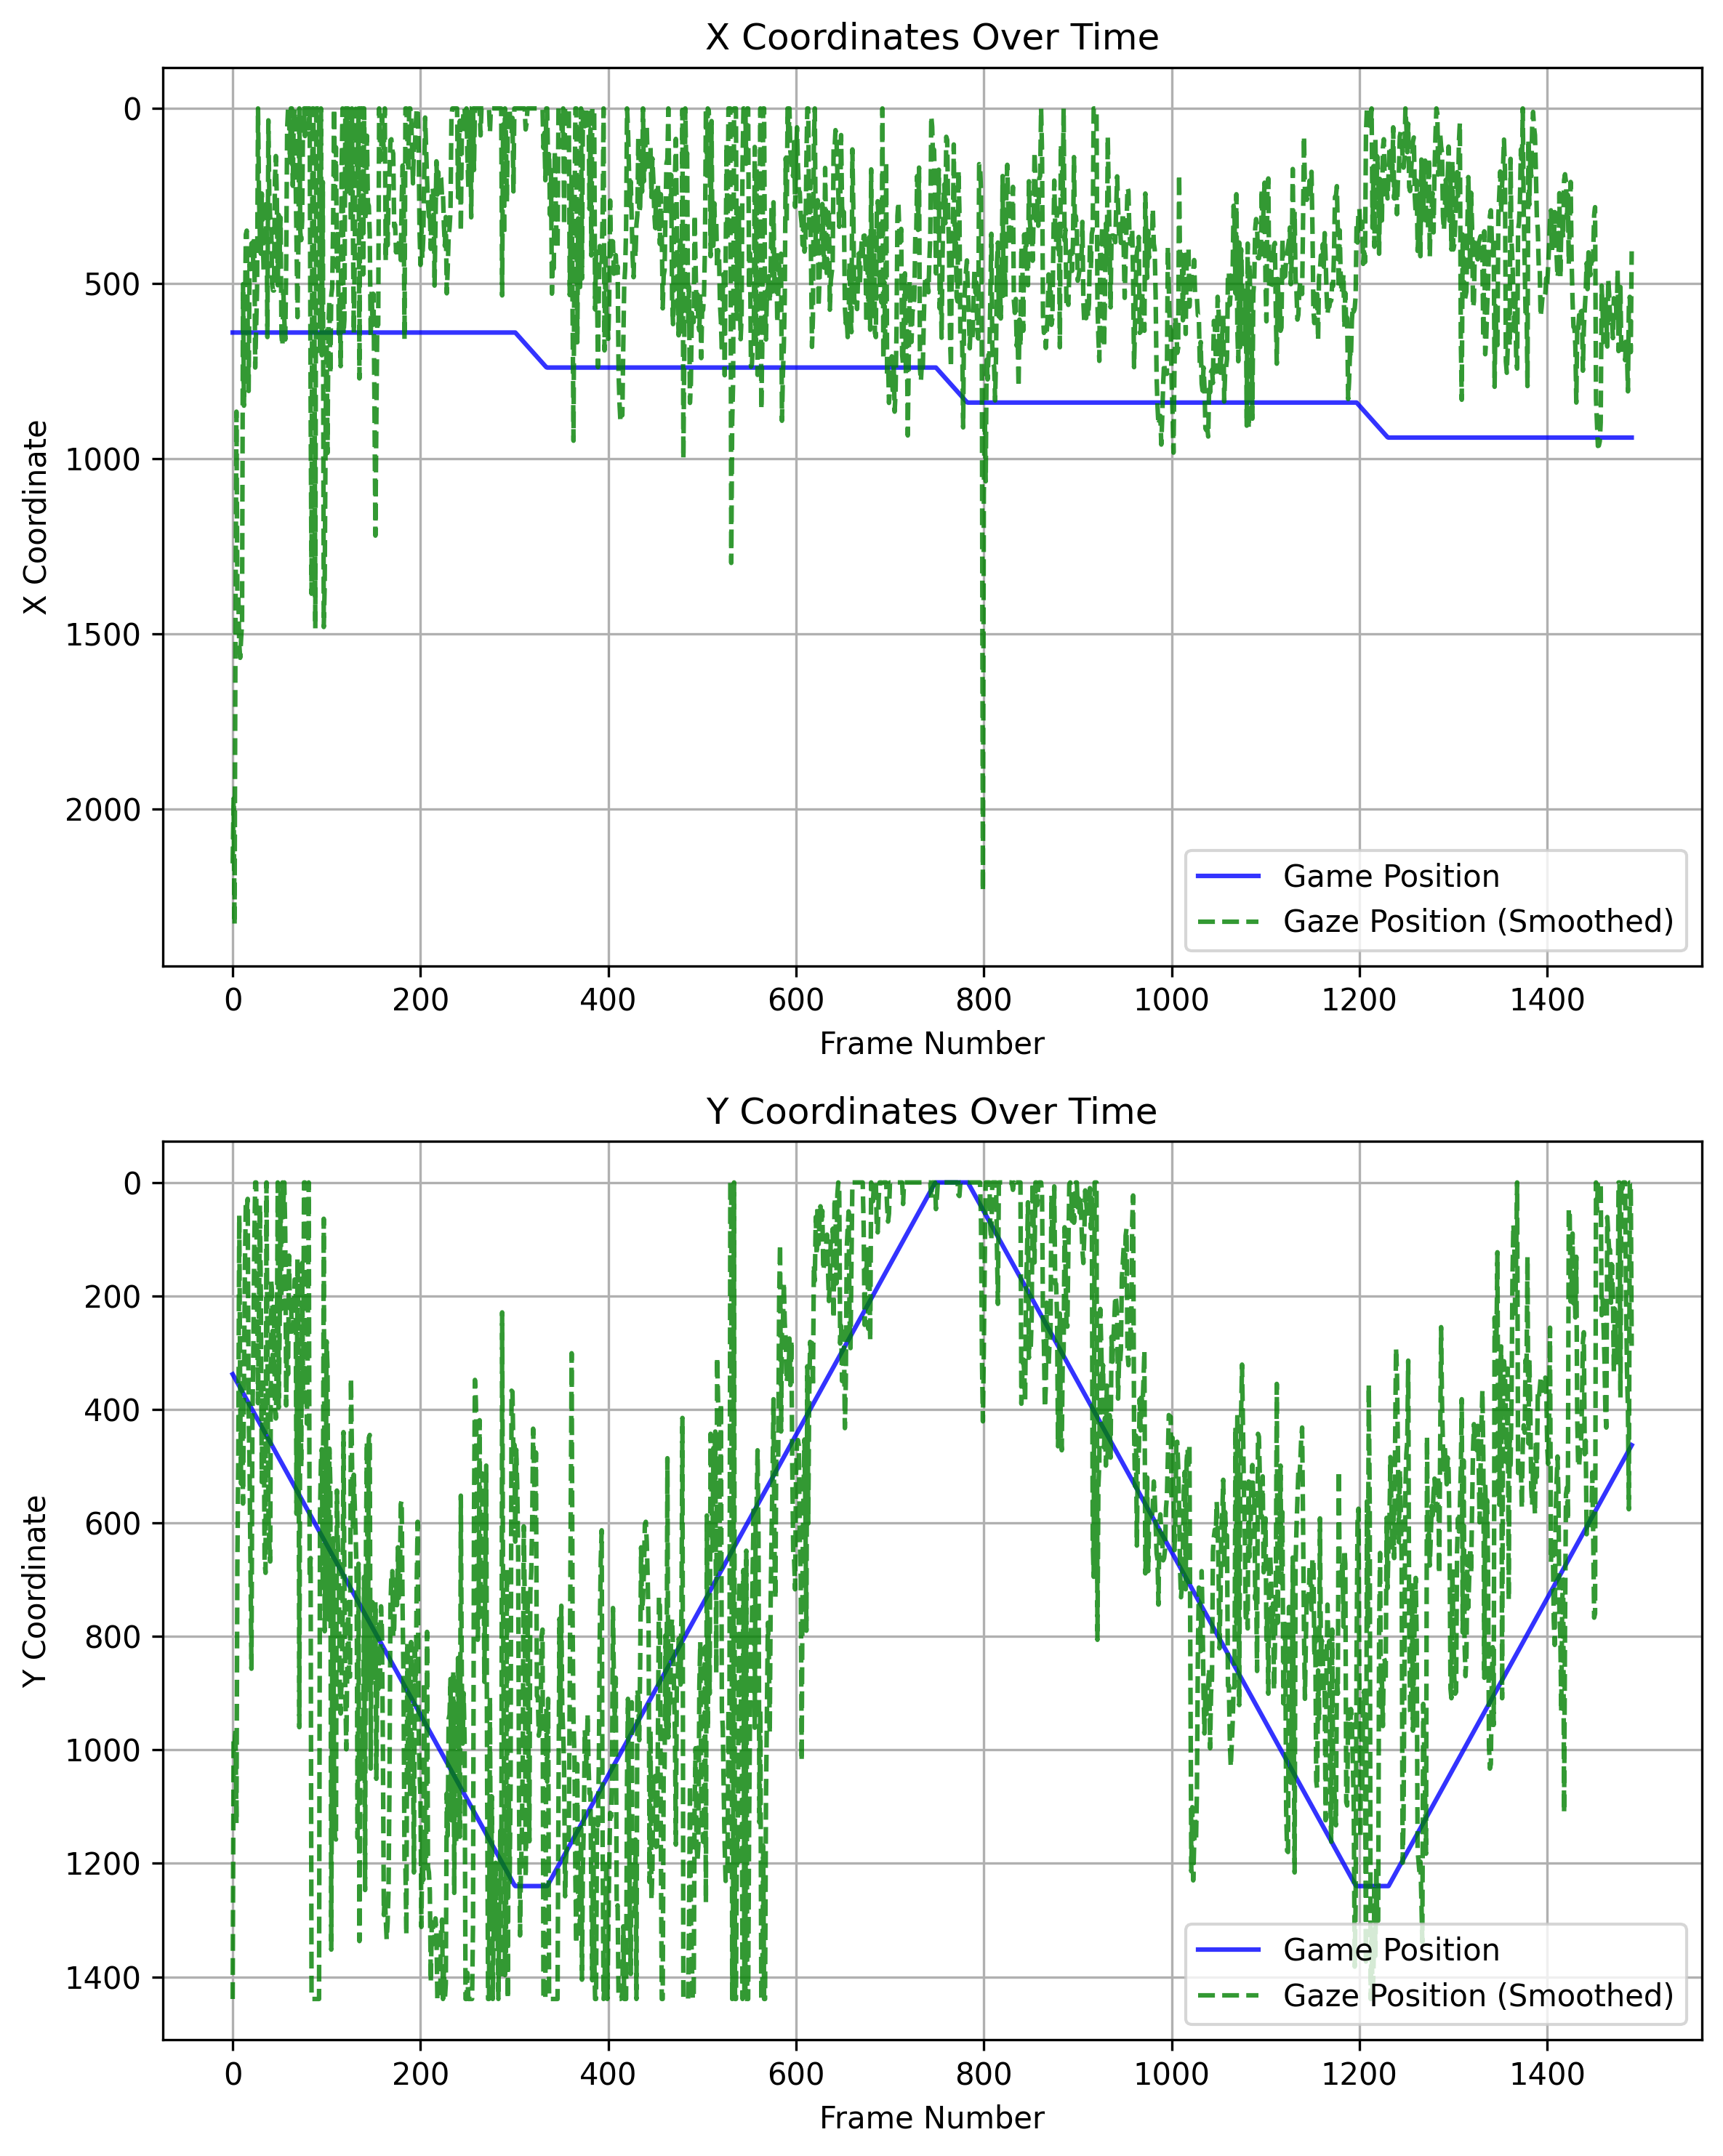 X Coordinates Over Time
0
500
1000
1500
2000
X Coordinate
0 200 400 600 800 1000 1200 1400
Frame Number
Game Position
Gaze Position (Smoothed)
Y Coordinates Over Time
0
200
400
600
800
1000
1200
1400
Y Coordinate
0 200 400 600 800 1000 1200 1400
Frame Number
Game Position
Gaze Position (Smoothed)